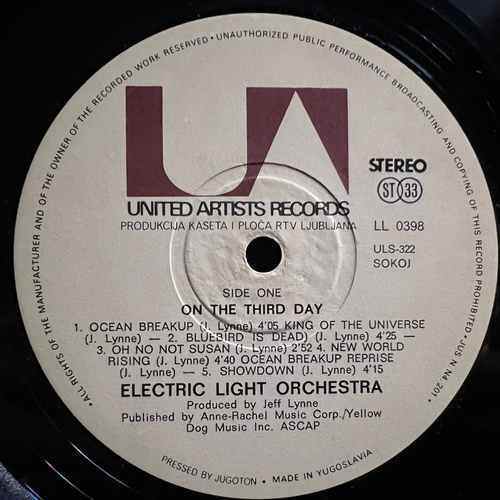 • ALL RIGHTS OF THE MANUFACTURER AND OF THE OWNER OF THE RECORDED WORK RESERVED • UNAUTHORIZED PUBLIC PERFORMANCE BROADCASTING AND COPYING OF THIS RECORD PROHIBITED • JUS N.N4 201 •
UA
UNITED ARTISTS RECORDS
PRODUKCIJA KASETA I PLOČA RTV LJUBLJANA
STEREO
ST 33
LL 0398
ULS-322
SOKOJ
SIDE ONE
ON THE THIRD DAY
1. OCEAN BREAKUP (J. Lynne) 4'05 KING OF THE UNIVERSE
(J. Lynne) — 2. BLUEBIRD IS DEAD) (J. Lynne) 4'25 —
3. OH NO NOT SUSAN (J. Lynne) 2'52 4. NEW WORLD
RISING (J. Lynne) 4'40 OCEAN BREAKUP REPRISE
(J. Lynne) — 5. SHOWDOWN (J. Lynne) 4'15
ELECTRIC LIGHT ORCHESTRA
Produced by Jeff Lynne
Published by Anne-Rachel Music Corp./Yellow
Dog Music Inc. ASCAP
PRESSED BY JUGOTON • MADE IN YUGOSLAVIA